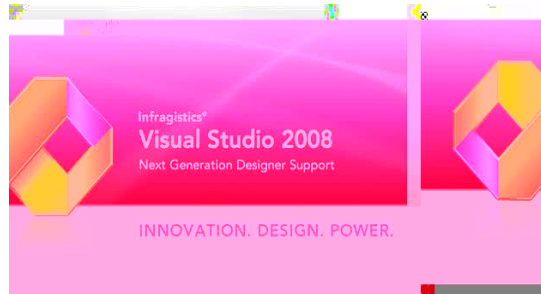 Infragistics®
Visual Studio 2008
Next Generation Designer Support
INNOVATION. DESIGN. POWER.